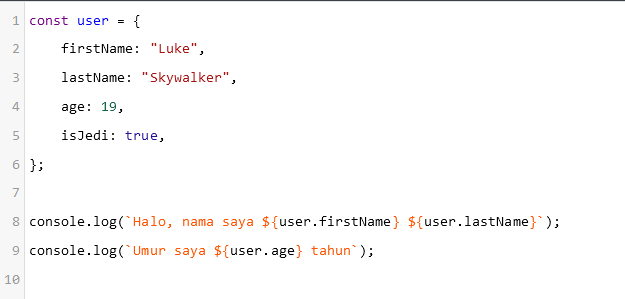 1 const user = {
2     firstName: "Luke",
3     lastName: "Skywalker",
4     age: 19,
5     isJedi: true,
6 };
7
8 console.log(`Halo, nama saya ${user.firstName} ${user.lastName}`);
9 console.log(`Umur saya ${user.age} tahun`);
10